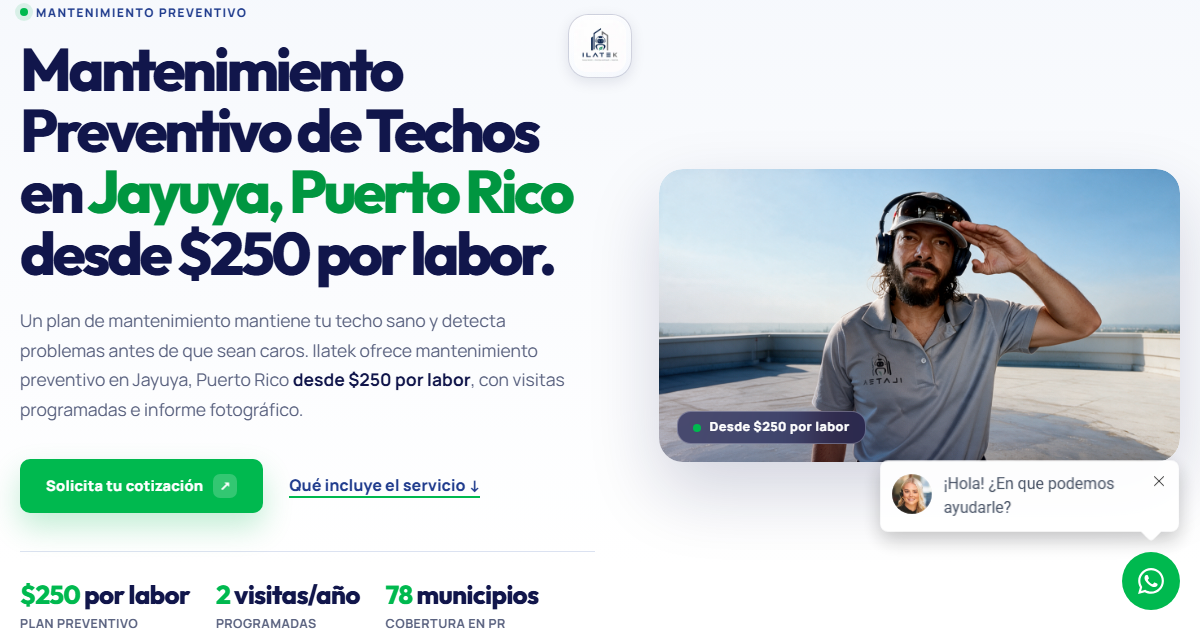 MANTENIMIENTO PREVENTIVO
ILATEK
Mantenimiento
Preventivo de Techos
en Jayuya, Puerto Rico
desde $250 por labor.
Un plan de mantenimiento mantiene tu techo sano y detecta
problemas antes de que sean caros. Ilatek ofrece mantenimiento
preventivo en Jayuya, Puerto Rico desde $250 por labor, con visitas
programadas e informe fotográfico.
Solicita tu cotización ↗
Qué incluye el servicio ↓
$250 por labor
PLAN PREVENTIVO
2 visitas/año
PROGRAMADAS
78 municipios
COBERTURA EN PR
ILATEK
Desde $250 por labor
¡Hola! ¿En que podemos
ayudarle?